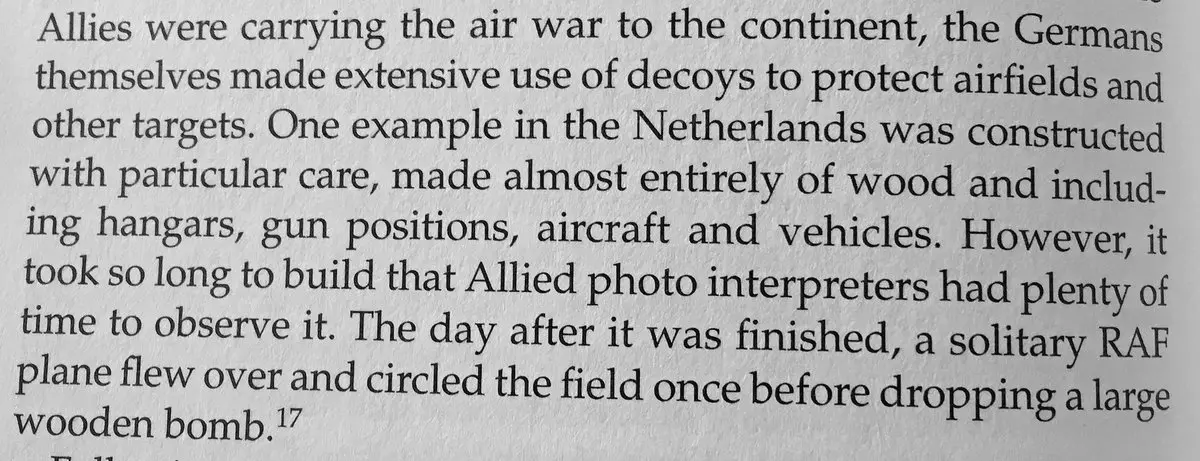 Allies were carrying the air war to the continent, the Germans
themselves made extensive use of decoys to protect airfields and
other targets. One example in the Netherlands was constructed
with particular care, made almost entirely of wood and includ-
ing hangars, gun positions, aircraft and vehicles. However, it
took so long to build that Allied photo interpreters had plenty of
time to observe it. The day after it was finished, a solitary RAF
plane flew over and circled the field once before dropping a large
wooden bomb.17